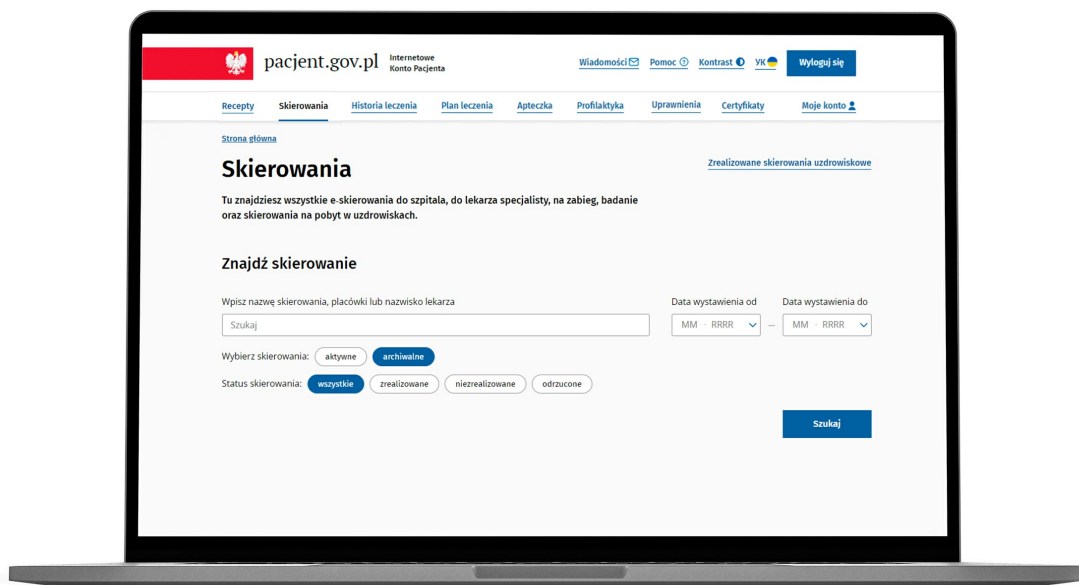 pacjent.gov.pl
Internetowe
Konto Pacjenta
Wiadomości Pomoc Kontrast УК Wyloguj się
Recepty Skierowania Historia leczenia Plan leczenia Apteczka Profilaktyka Uprawnienia Certyfikaty Moje konto
Strona główna
Skierowania
Zrealizowane skierowania uzdrowiskowe
Tu znajdziesz wszystkie e-skierowania do szpitala, do lekarza specjalisty, na zabieg, badanie
oraz skierowania na pobyt w uzdrowiskach.
Znajdź skierowanie
Wpisz nazwę skierowania, placówki lub nazwisko lekarza
Data wystawienia od Data wystawienia do
Szukaj
MM - RRRR – MM - RRRR
Wybierz skierowania: aktywne archiwalne
Status skierowania: wszystkie zrealizowane niezrealizowane odrzucone
Szukaj